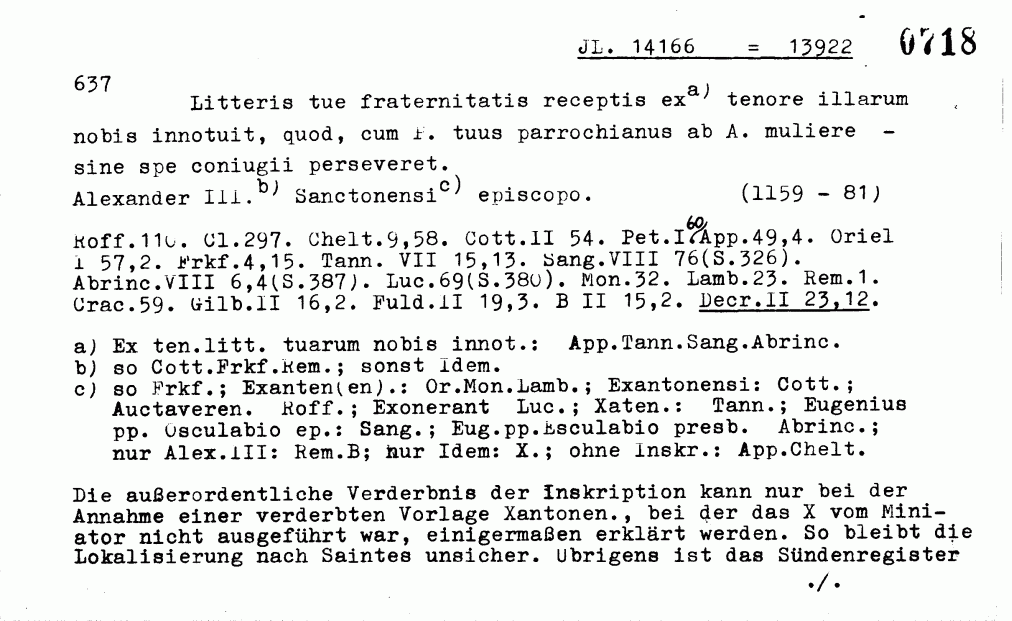 JL. 14166 = 13922 0718
637
Litteris tue fraternitatis receptis ex a) tenore illarum
nobis innotuit, quod, cum F. tuus parrochianus ab A. muliere -
sine spe coniugii perseveret.
Alexander III. b) Sanctonensi c) episcopo. (1159 - 81)
Roff.110. Cl.297. Chelt.9,58. Cott.II 54. Pet.I 60 App.49,4. Oriel
I 57,2. Frkf.4,15. Tann. VII 15,13. Sang.VIII 76(S.326).
Abrinc.VIII 6,4(S.387). Luc.69(S.380). Mon.32. Lamb.23. Rem.1.
Crac.59. Gilb.II 16,2. Fuld.II 19,3. B II 15,2. Decr.II 23,12.
a) Ex ten.litt. tuarum nobis innot.: App.Tann.Sang.Abrinc.
b) so Cott.Frkf.Rem.; sonst Idem.
c) so Frkf.; Exanten(en).: Or.Mon.Lamb.; Exantonensi: Cott.;
Auctaveren. Roff.; Exonerant Luc.; Xaten.: Tann.; Eugenius
pp. Osculabio ep.: Sang.; Eug.pp.Esculabio presb. Abrinc.;
nur Alex.III: Rem.B; nur Idem: X.; ohne Inskr.: App.Chelt.
Die außerordentliche Verderbnis der Inskription kann nur bei der
Annahme einer verderbten Vorlage Xantonen., bei der das X vom Mini-
ator nicht ausgeführt war, einigermaßen erklärt werden. So bleibt die
Lokalisierung nach Saintes unsicher. Übrigens ist das Sündenregister
./.